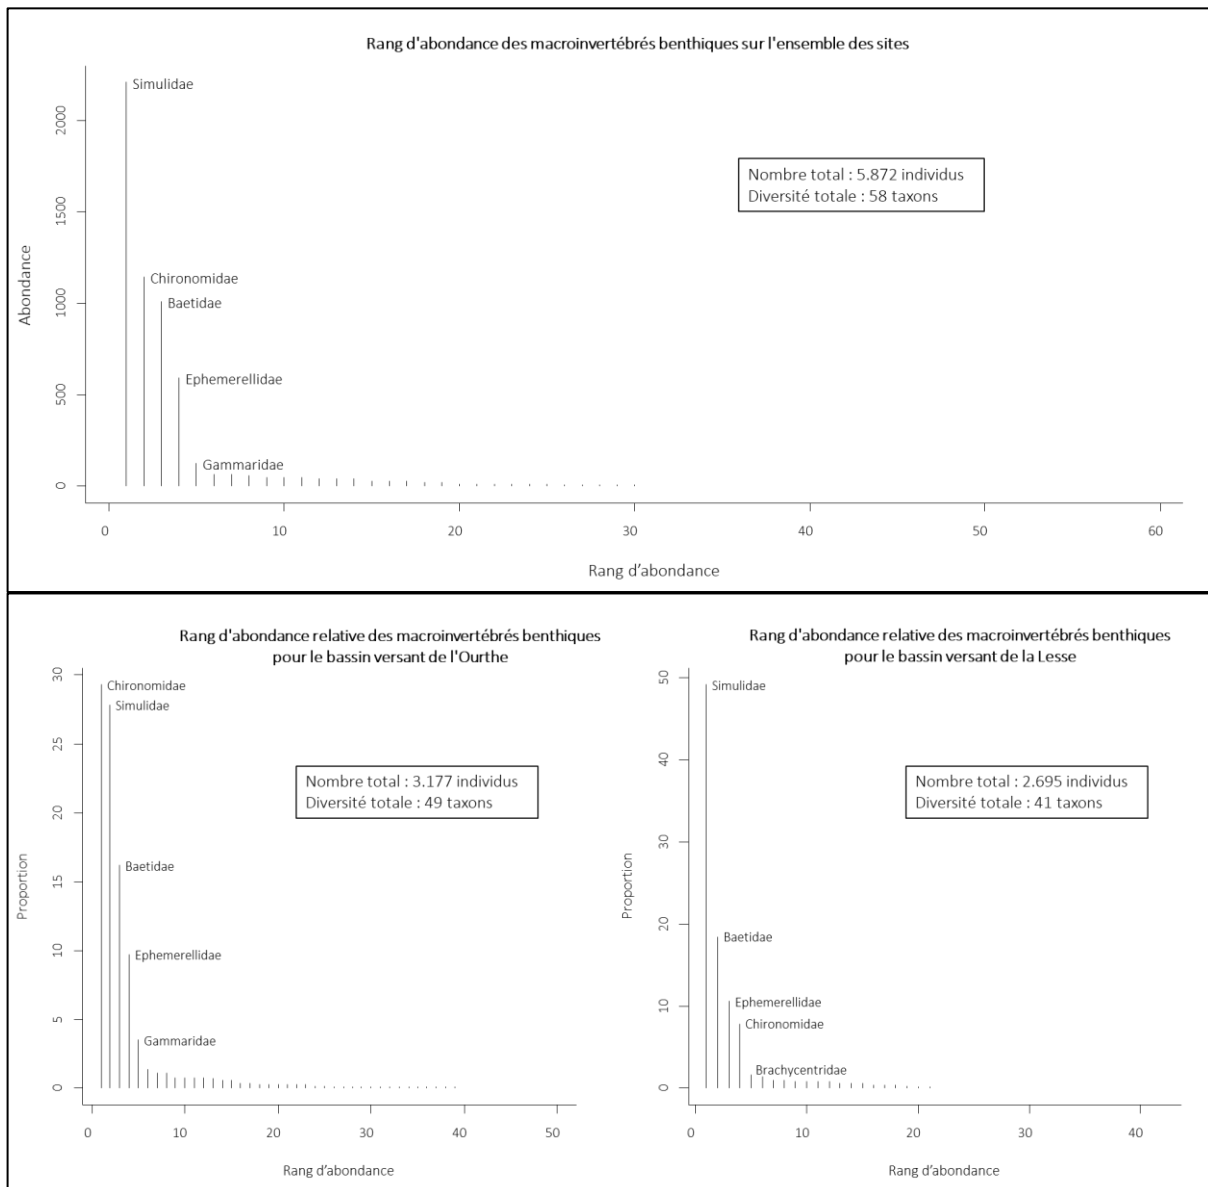 Rang d'abondance des macroinvertébrés benthiques sur l'ensemble des sites
Simulidae
2000
Nombre total : 5.872 individus
Diversité totale : 58 taxons
1500
Abondance
Chironomidae
1000
Baetidae
Ephemerellidae
500
Gammaridae
0
0 10 20 30 40 50 60
Rang d’abondance
Rang d'abondance relative des macroinvertébrés benthiques
pour le bassin versant de l'Ourthe
30
Chironomidae
Simulidae
25
Nombre total : 3.177 individus
Diversité totale : 49 taxons
20
Baetidae
15
Proportion
10
Ephemerellidae
5
Gammaridae
0
0 10 20 30 40 50
Rang d’abondance
Rang d'abondance relative des macroinvertébrés benthiques
pour le bassin versant de la Lesse
50
Simulidae
40
Nombre total : 2.695 individus
Diversité totale : 41 taxons
30
Proportion
20
Baetidae
10
Ephemerellidae
Chironomidae
Brachycentridae
0
0 10 20 30 40
Rang d’abondance